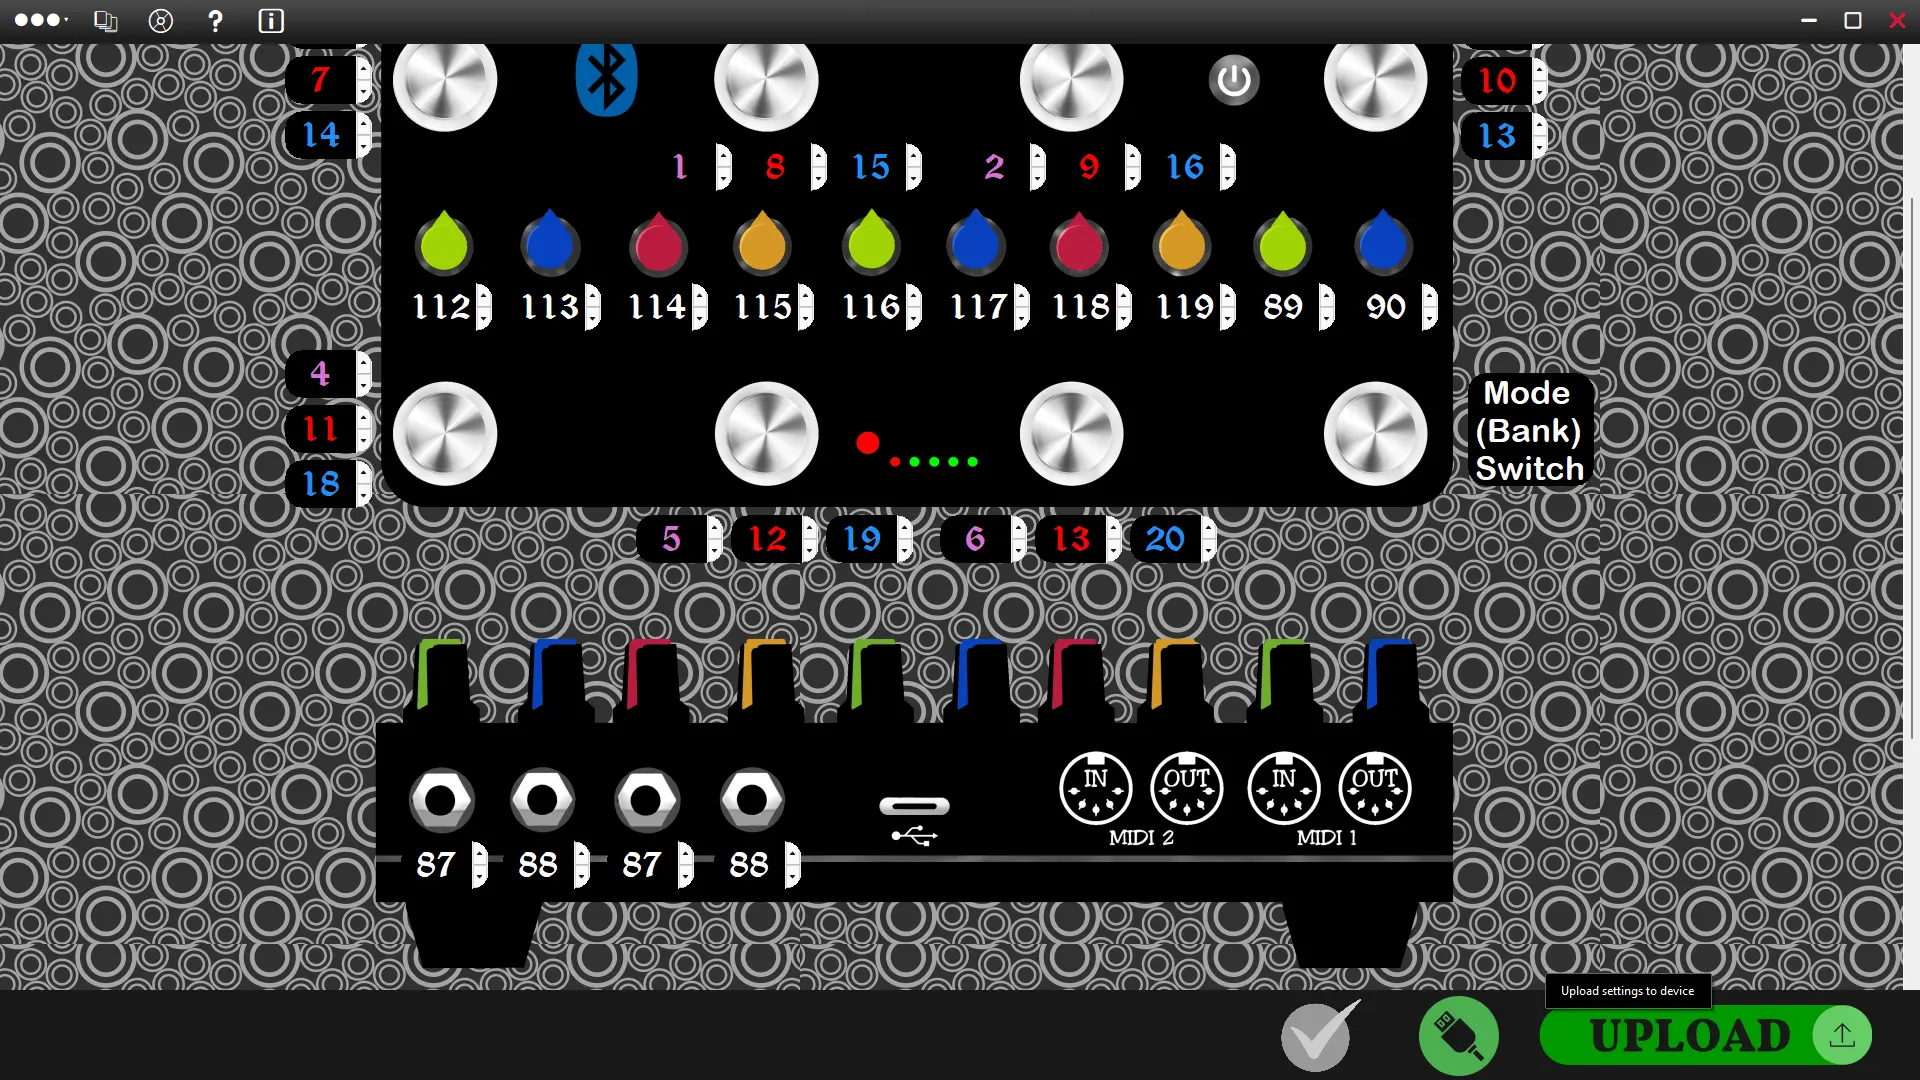 ?
i
7
10
14
13
1 8 15 2 9 16
112 113 114 115 116 117 118 119 89 90
4
11
18
Mode
(Bank)
Switch
5 12 19 6 13 20
IN OUT IN OUT
MIDI 2 MIDI 1
87 88 87 88
Upload settings to device
UPLOAD